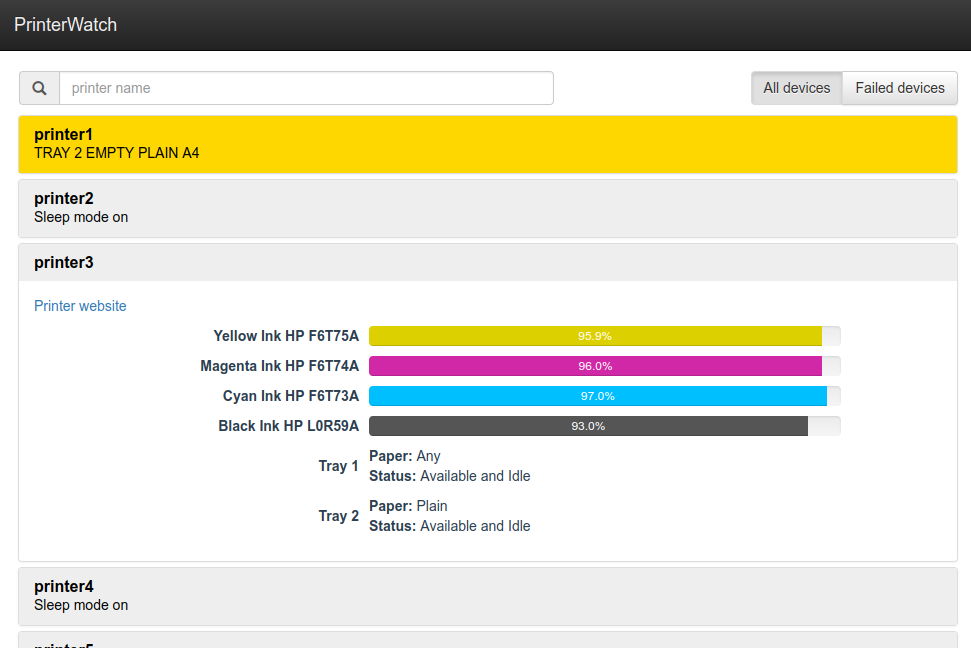 PrinterWatch
printer name
All devices
Failed devices
printer1
TRAY 2 EMPTY PLAIN A4
printer2
Sleep mode on
printer3
Printer website
Yellow Ink HP F6T75A 95.9%
Magenta Ink HP F6T74A 96.0%
Cyan Ink HP F6T73A 97.0%
Black Ink HP L0R59A 93.0%
Tray 1
Paper: Any
Status: Available and Idle
Tray 2
Paper: Plain
Status: Available and Idle
printer4
Sleep mode on
printer5